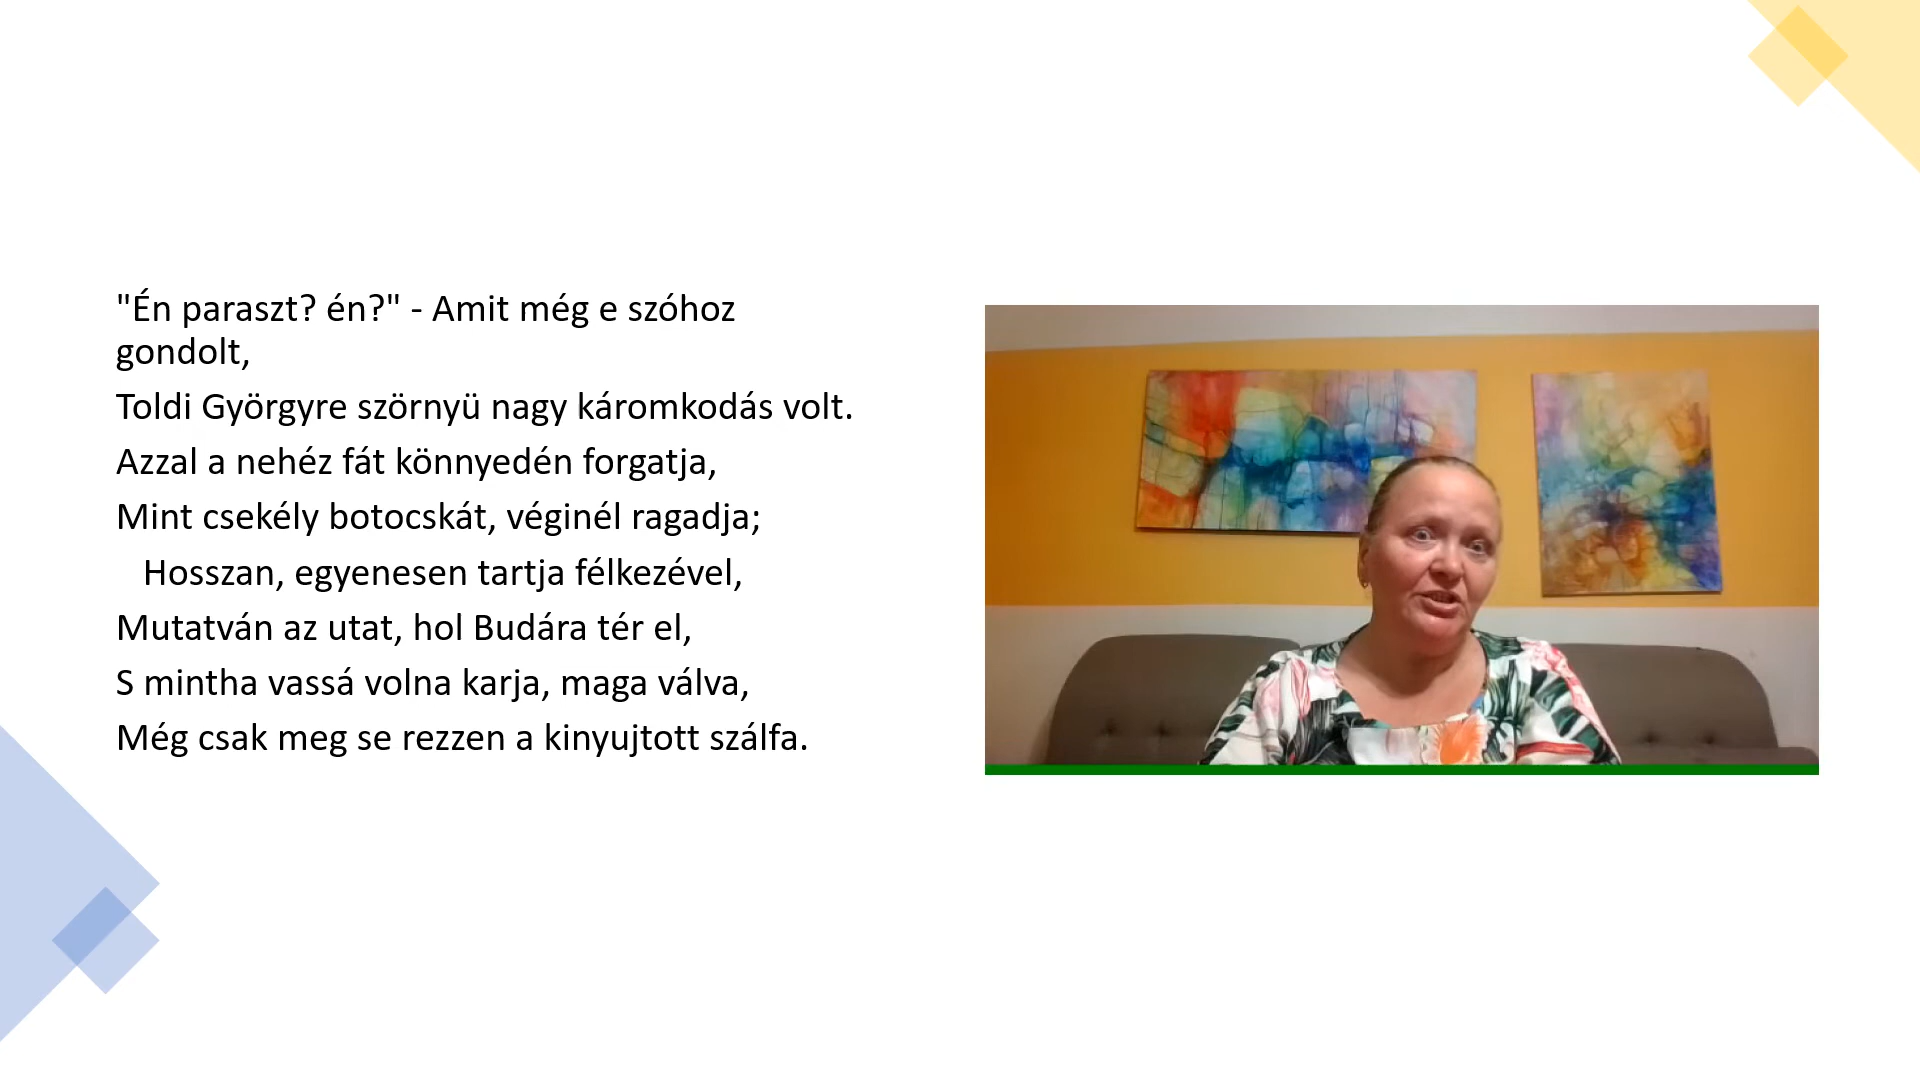 "Én paraszt? én?" - Amit még e szóhoz
gondolt,
Toldi Györgyre szörnyü nagy káromkodás volt.
Azzal a nehéz fát könnyedén forgatja,
Mint csekély botocskát, véginél ragadja;
Hosszan, egyenesen tartja félkezével,
Mutatván az utat, hol Budára tér el,
S mintha vassá volna karja, maga válva,
Még csak meg se rezzen a kinyujtott szálfa.